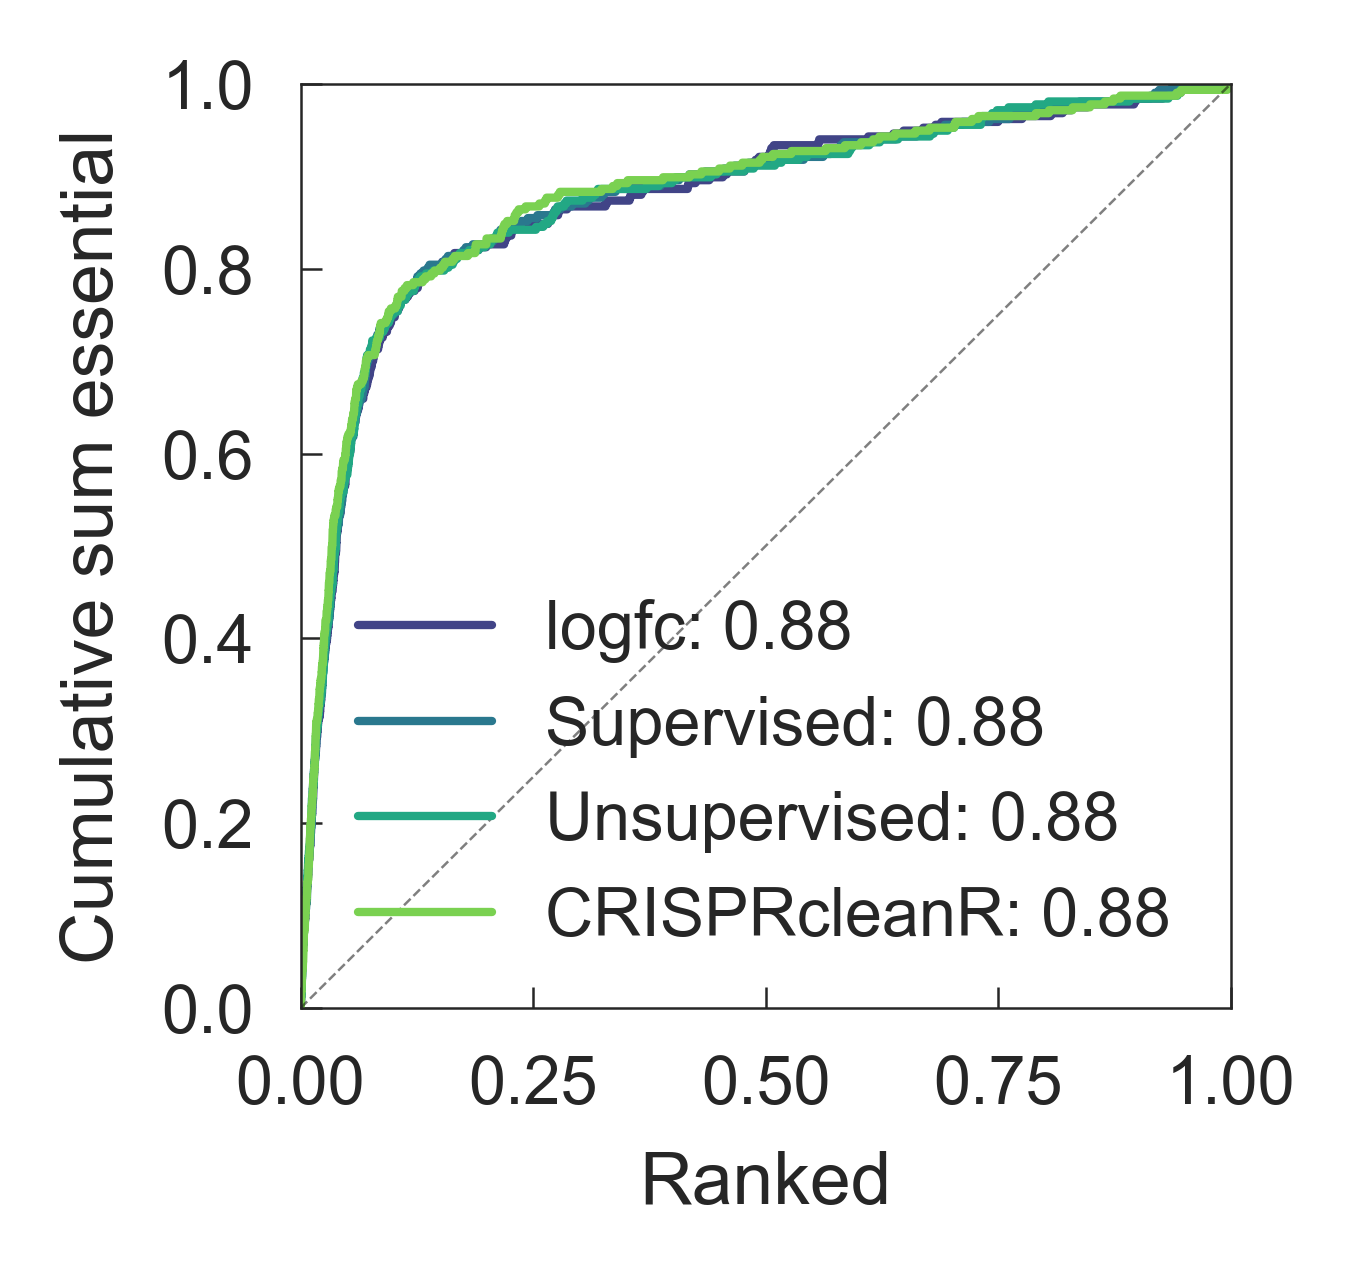 Cumulative sum essential
1.0
0.8
0.6
0.4
0.2
0.0
logfc: 0.88
Supervised: 0.88
Unsupervised: 0.88
CRISPRcleanR: 0.88
0.00 0.25 0.50 0.75 1.00
Ranked